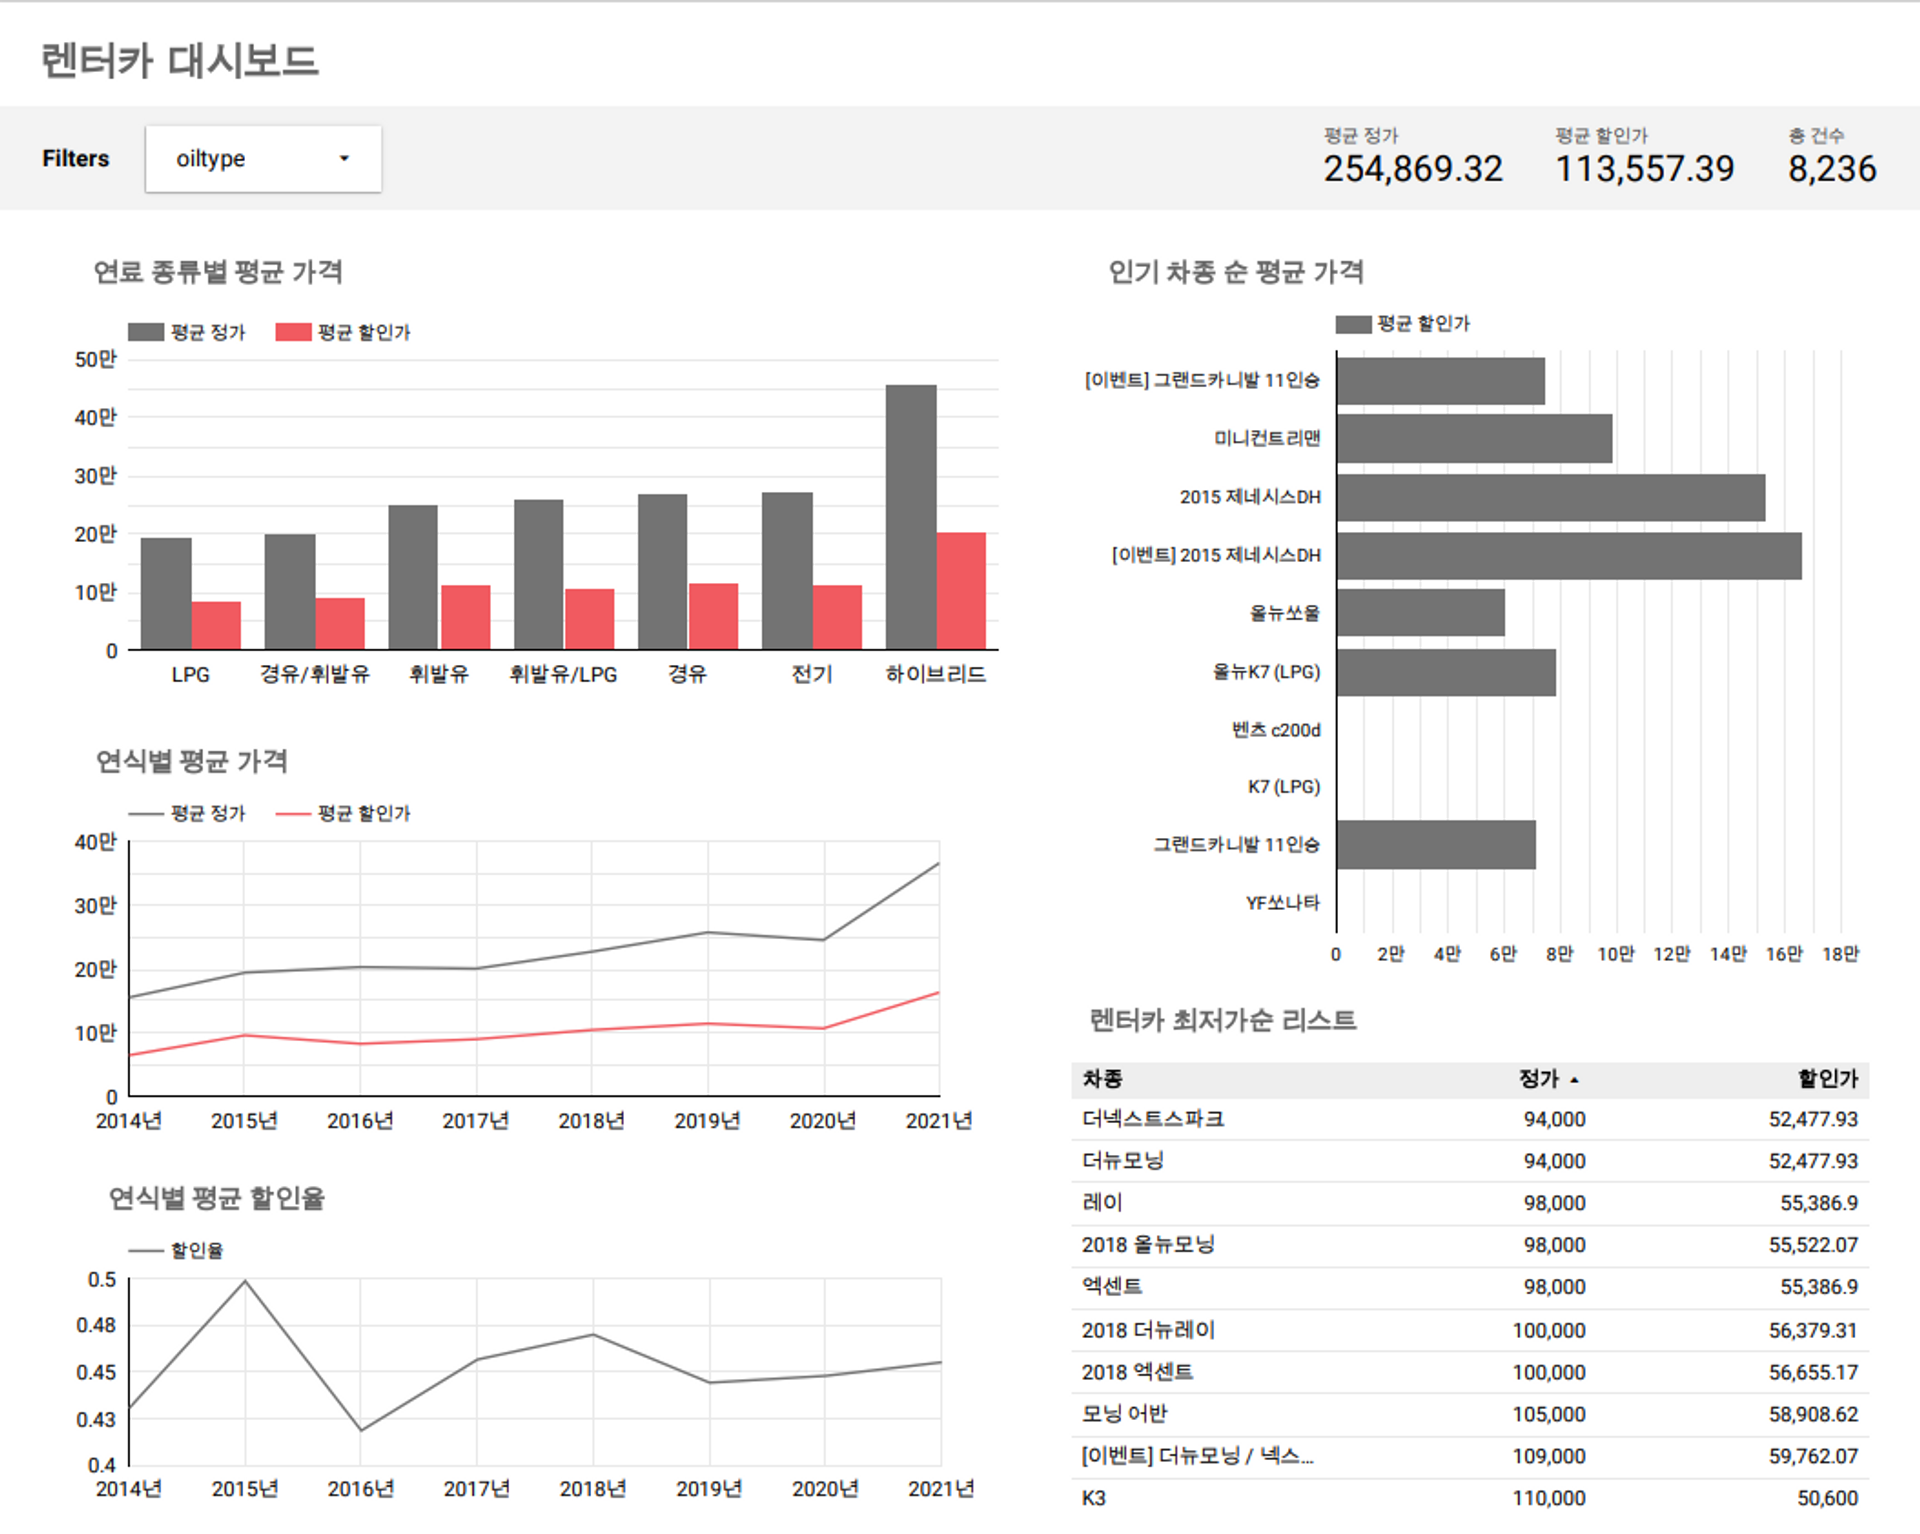 렌터카 대시보드
Filters
oiltype
평균 정가
254,869.32
평균 할인가
113,557.39
총 건수
8,236
연료 종류별 평균 가격
평균 정가 평균 할인가
50만
40만
30만
20만
10만
0
LPG 경유/휘발유 휘발유 휘발유/LPG 경유 전기 하이브리드
연식별 평균 가격
평균 정가 평균 할인가
40만
30만
20만
10만
0
2014년 2015년 2016년 2017년 2018년 2019년 2020년 2021년
연식별 평균 할인율
할인율
0.5
0.48
0.45
0.43
0.4
2014년 2015년 2016년 2017년 2018년 2019년 2020년 2021년
인기 차종 순 평균 가격
평균 할인가
[이벤트] 그랜드카니발 11인승
미니컨트리맨
2015 제네시스DH
[이벤트] 2015 제네시스DH
올뉴쏘울
올뉴K7 (LPG)
벤츠 c200d
K7 (LPG)
그랜드카니발 11인승
YF쏘나타
0 2만 4만 6만 8만 10만 12만 14만 16만 18만
렌터카 최저가순 리스트
차종 정가 할인가
더넥스트스파크 94,000 52,477.93
더뉴모닝 94,000 52,477.93
레이 98,000 55,386.9
2018 올뉴모닝 98,000 55,522.07
엑센트 98,000 55,386.9
2018 더뉴레이 100,000 56,379.31
2018 엑센트 100,000 56,655.17
모닝 어반 105,000 58,908.62
[이벤트] 더뉴모닝 / 넥스... 109,000 59,762.07
K3 110,000 50,600